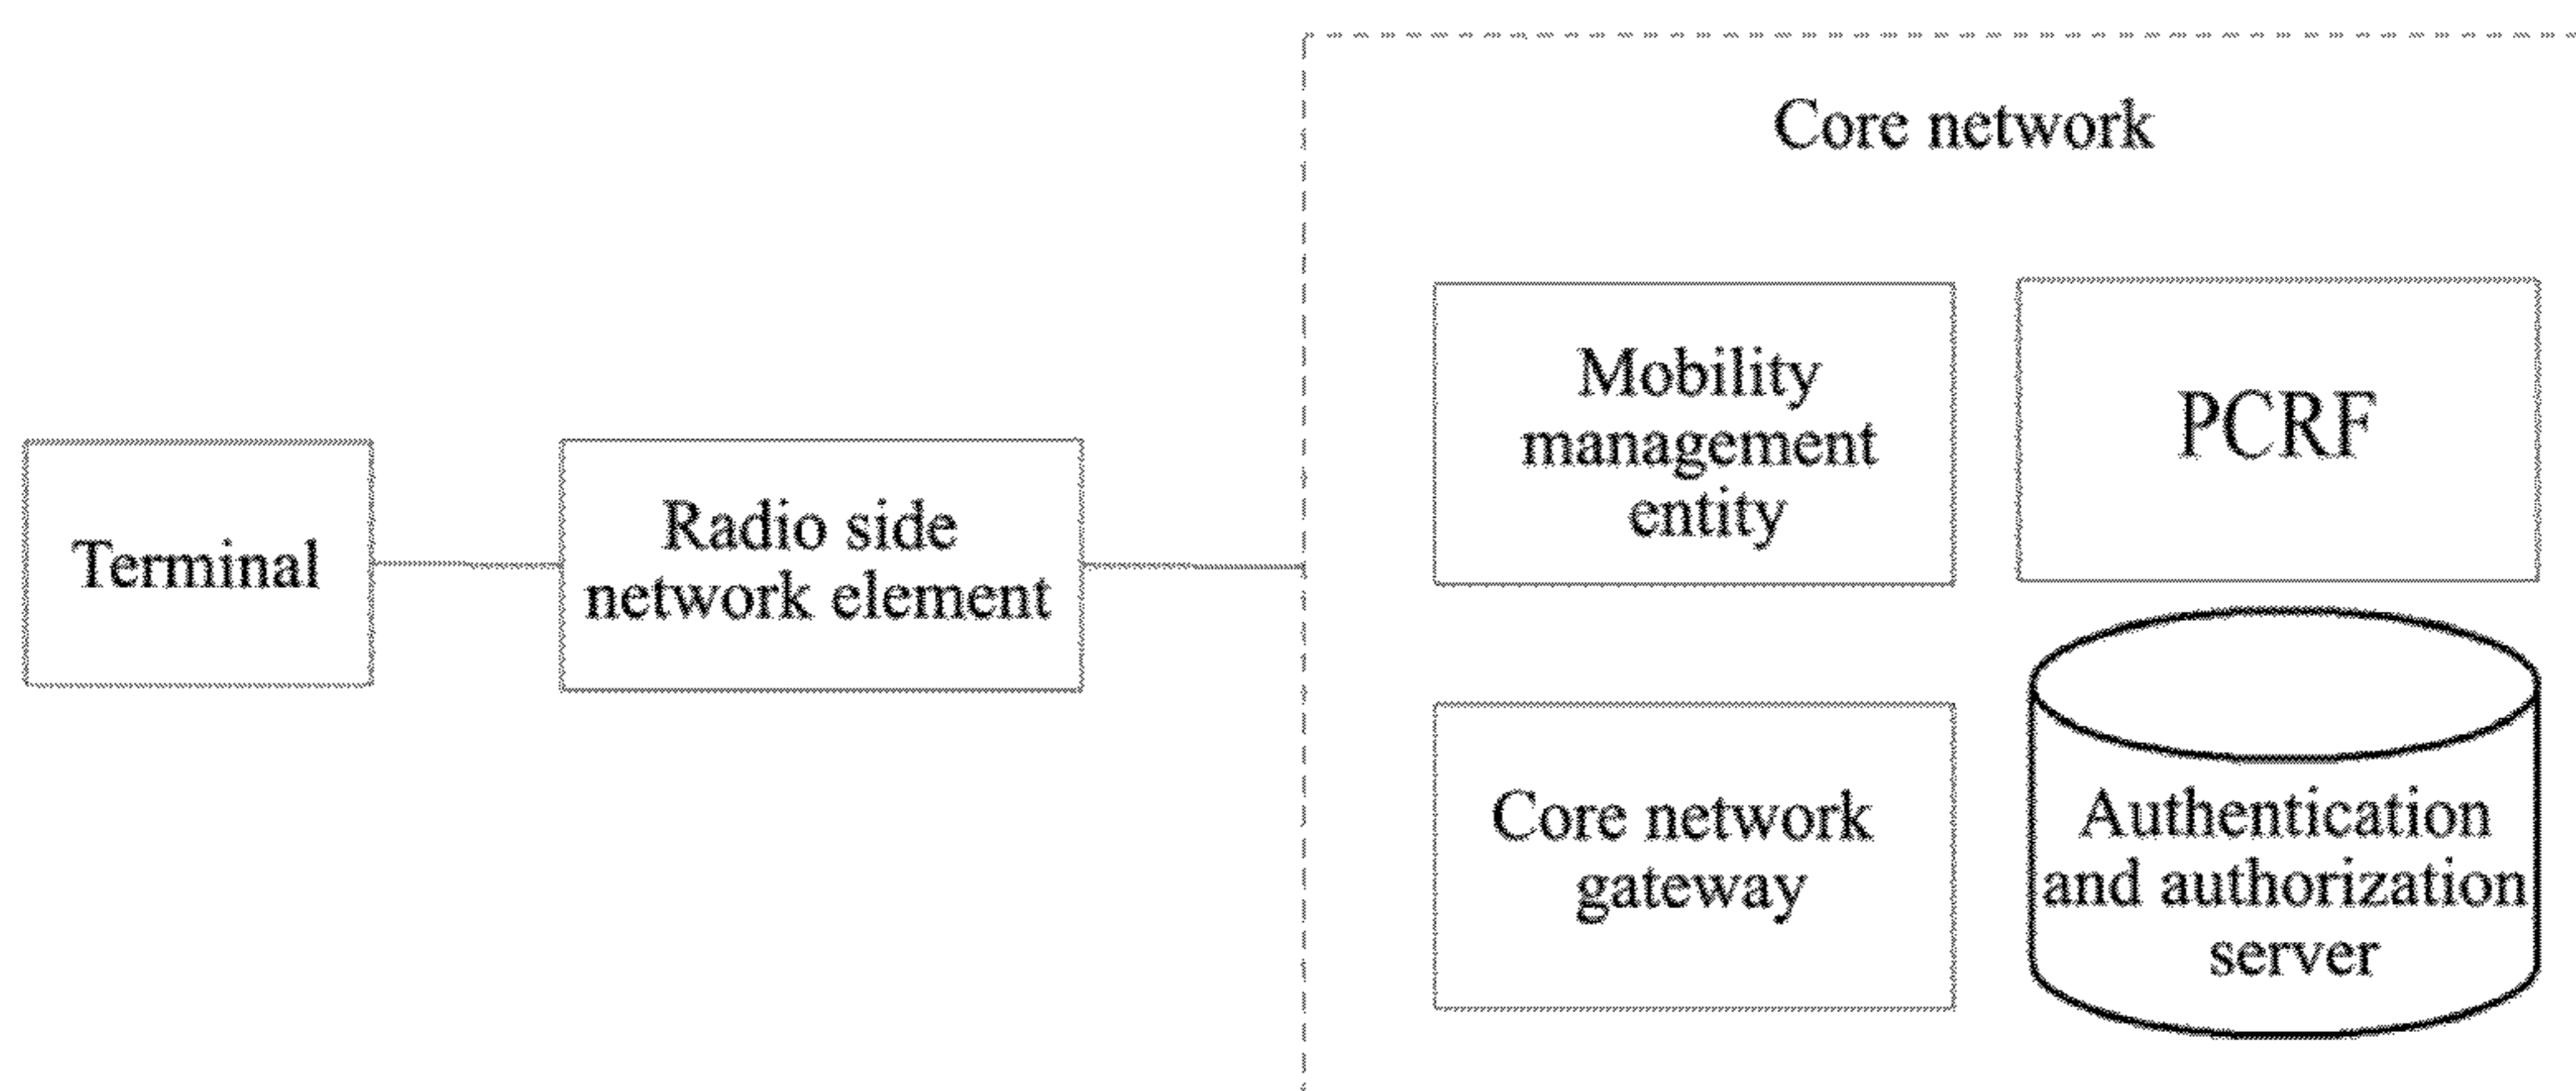 Core network
Mobility
management
entity
PCRF
Terminal
Radio side
network element
Core network
gateway
Authentication
and authorization
server